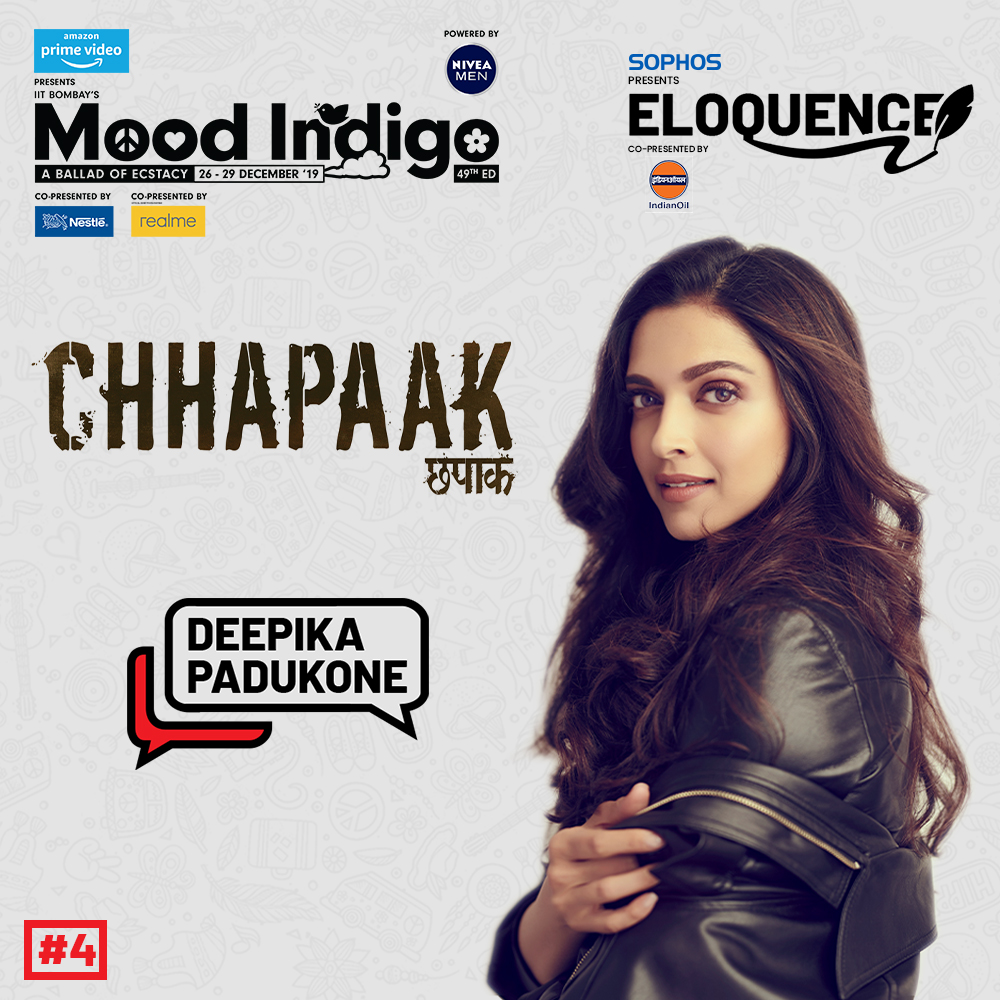 amazon
prime video
PRESENTS
IIT BOMBAY'S
Mood Indigo
A BALLAD OF ECSTACY 26 - 29 DECEMBER '19 49TH ED
CO-PRESENTED BY CO-PRESENTED BY
Nestlé realme
POWERED BY
NIVEA
MEN
SOPHOS
PRESENTS
ELOQUENCE
CO-PRESENTED BY
इंडियनऑयल
IndianOil
CHHAPAAK
छपाक
DEEPIKA
PADUKONE
#4